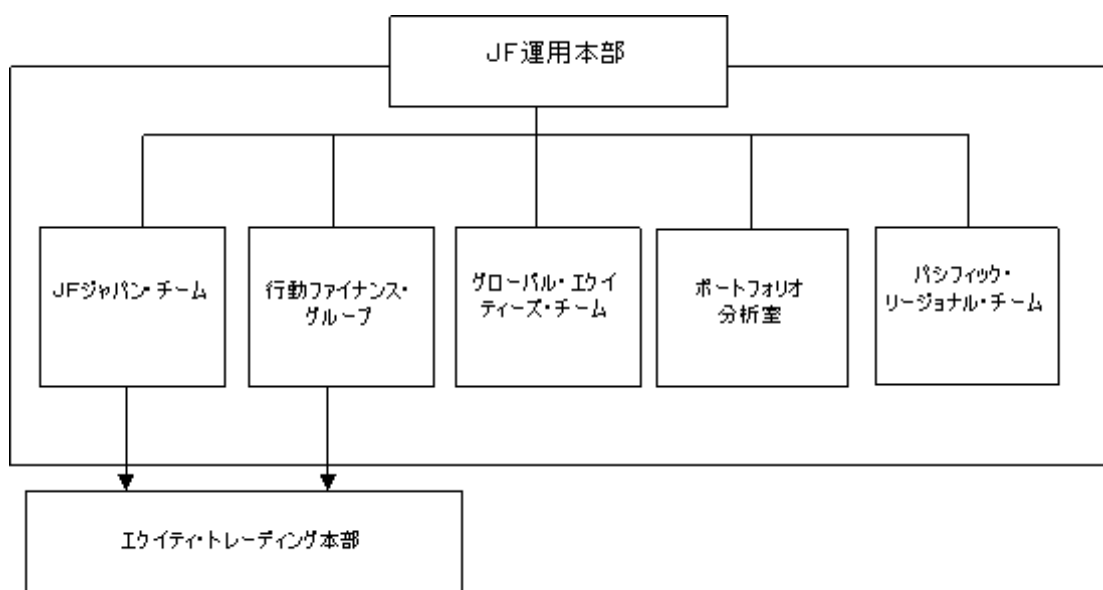 JF運用本部
JFジャパン・チーム
行動ファイナンス・
グループ
グローバル・エクイ
ティーズ・チーム
ポートフォリオ
分析室
パシフィック・
リージョナル・チーム
エクイティ・トレーディング本部